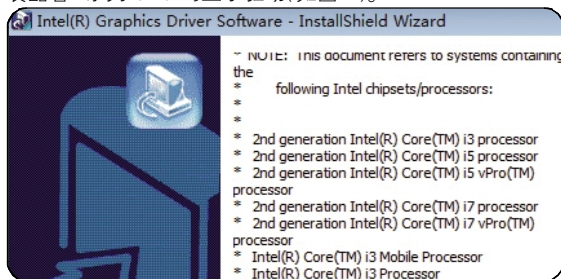 Intel(R) Graphics Driver Software - InstallShield Wizard
* NOTE: This document refers to systems containing
the
* following Intel chipsets/processors:
*
*
* 2nd generation Intel(R) Core(TM) i3 processor
* 2nd generation Intel(R) Core(TM) i5 processor
* 2nd generation Intel(R) Core(TM) i5 vPro(TM)
processor
* 2nd generation Intel(R) Core(TM) i7 processor
* 2nd generation Intel(R) Core(TM) i7 vPro(TM)
processor
* Intel(R) Core(TM) i3 Mobile Processor
* Intel(R) Core(TM) i3 Processor